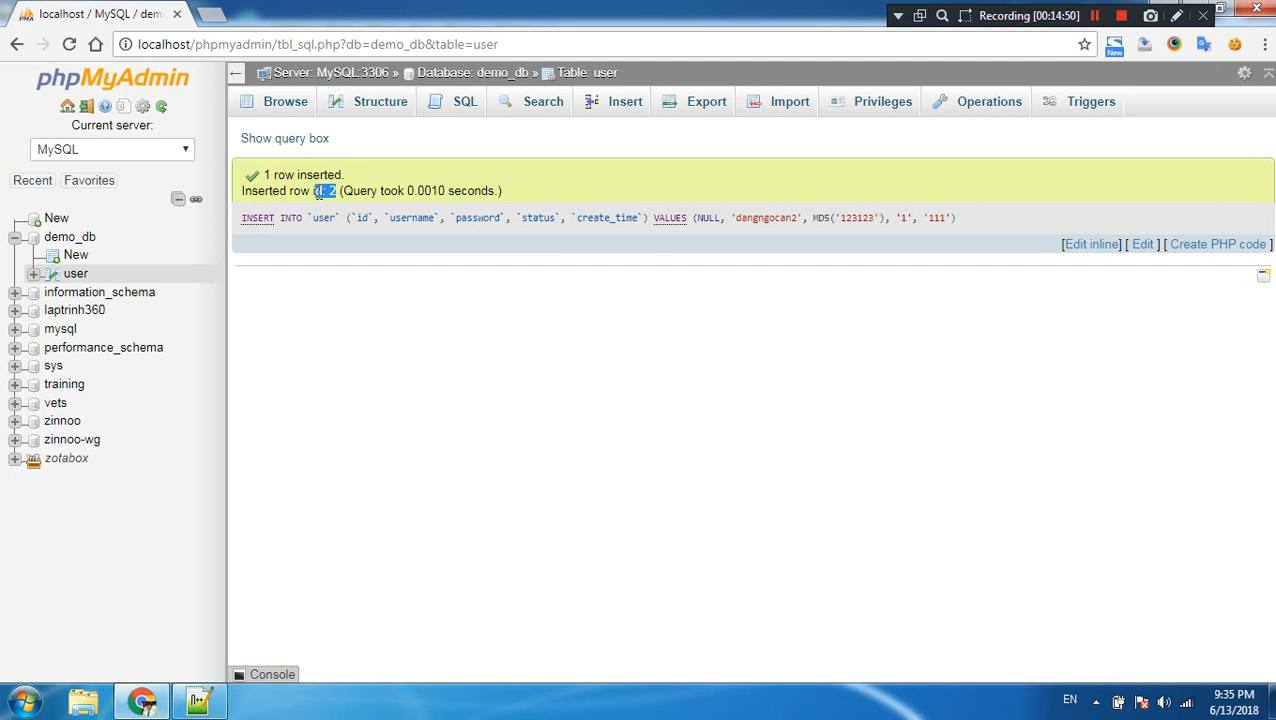 localhost / MySQL / demo
Recording [00:14:50]
localhost/phpmyadmin/tbl_sql.php?db=demo_db&table=user
New
phpMyAdmin
Current server:
MySQL
Recent
Favorites
New
demo_db
New
user
information_schema
laptrinh360
mysql
performance_schema
sys
training
vets
zinnoo
zinnoo-wg
zotabox
Server: MySQL:3306 » Database: demo_db » Table: user
Browse Structure SQL Search Insert Export Import Privileges Operations Triggers
Show query box
1 row inserted.
Inserted row id: 2 (Query took 0.0010 seconds.)
INSERT INTO `user` (`id`, `username`, `password`, `status`, `create_time`) VALUES (NULL, 'dangngocan2', MD5('123123'), '1', '111')
[Edit inline] [ Edit ] [ Create PHP code ]
Console
EN
9:35 PM
6/13/2018